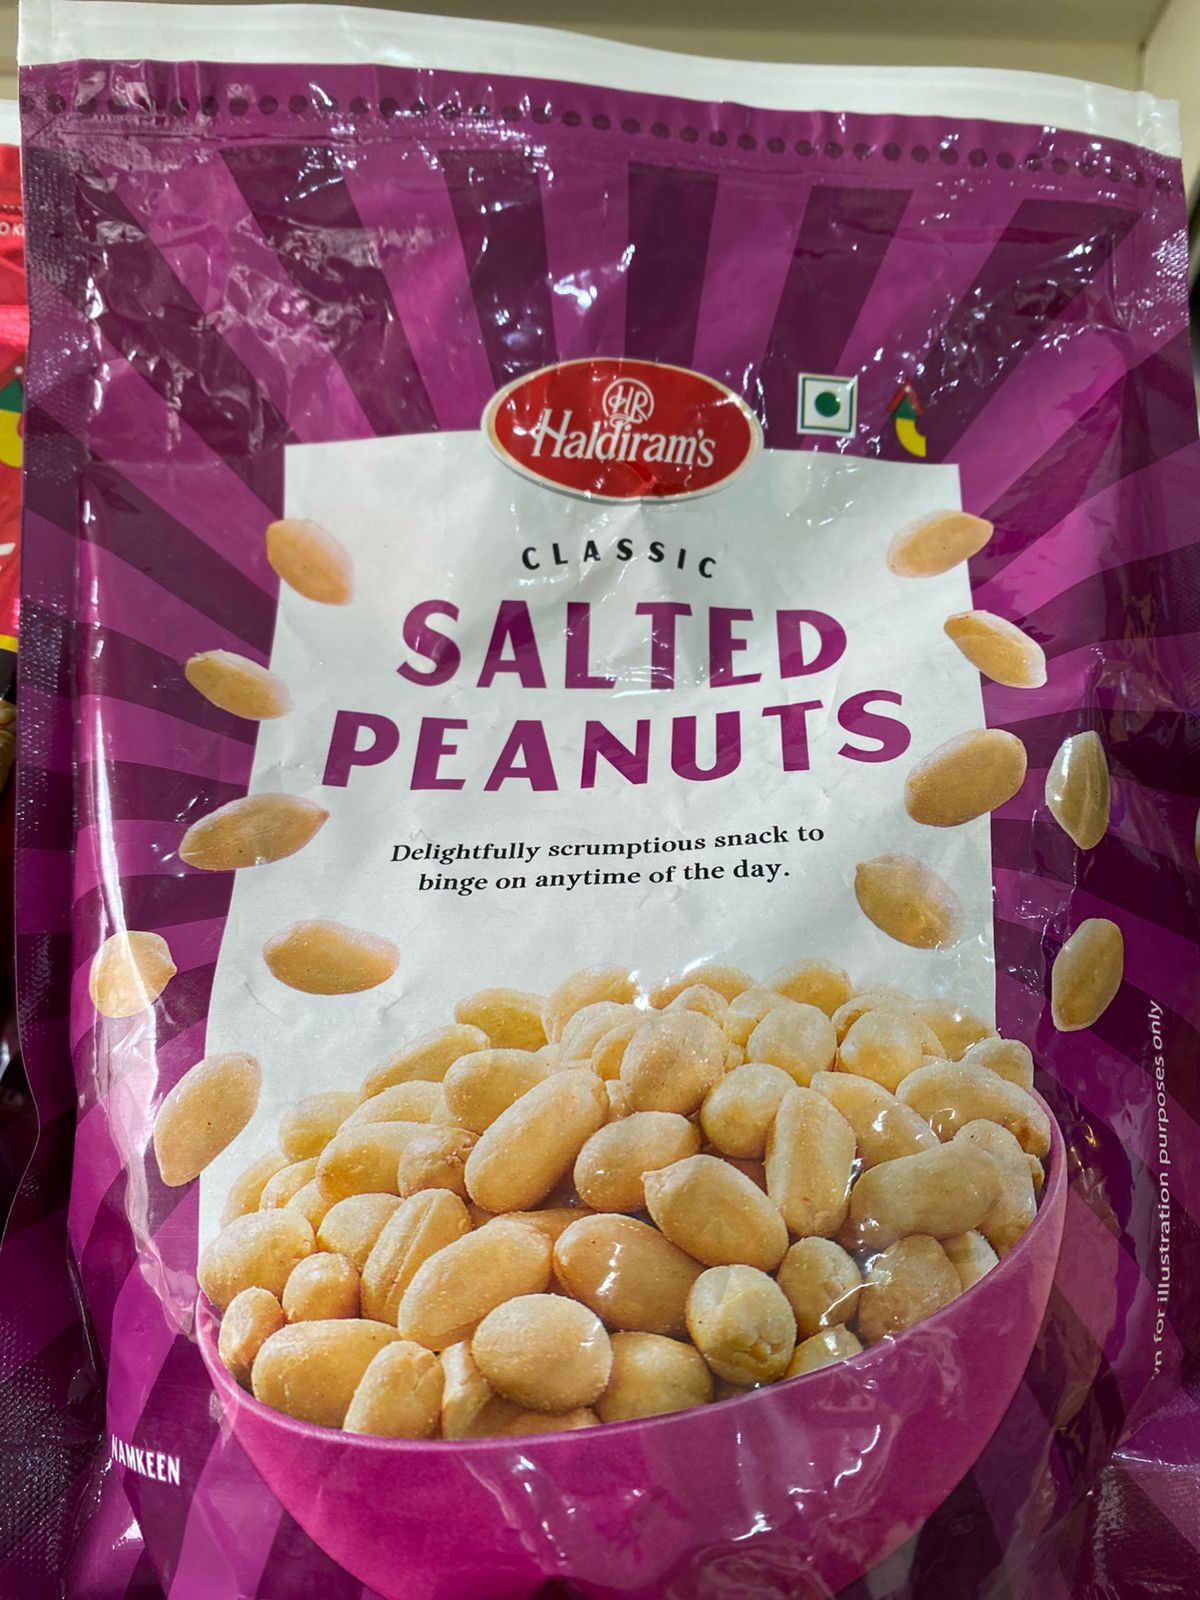 HR
Haldiram's
CLASSIC
SALTED
PEANUTS
Delightfully scrumptious snack to
binge on anytime of the day.
NAMKEEN
for illustration purposes only